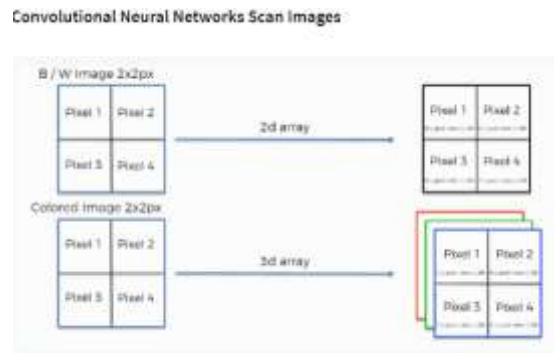 Convolutional Neural Networks Scan Images
B / W Image 2x2px
Pixel 1 Pixel 2
Pixel 3 Pixel 4
2d array
Pixel 1 Pixel 2
Pixel 3 Pixel 4
Colored Image 2x2px
Pixel 1 Pixel 2
Pixel 3 Pixel 4
3d array
Pixel 1 Pixel 2
Pixel 3 Pixel 4